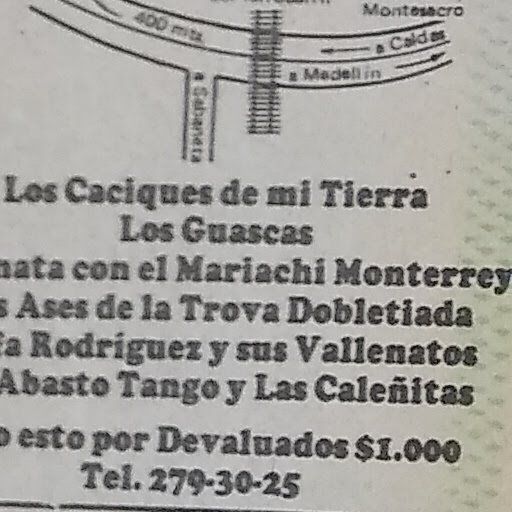 Montesacro
400 mts.
a Caldas
a Medellín
a Sabaneta
Los Caciques de mi Tierra
Los Guascas
nata con el Mariachi Monterrey
s Ases de la Trova Dobletiada
fa Rodríguez y sus Vallenatos
Abasto Tango y Las Caleñitas
o esto por Devaluados $1.000
Tel. 279-30-25